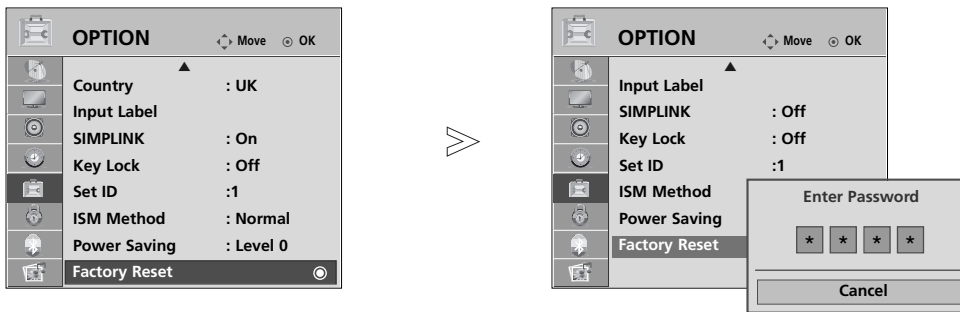 OPTION Move OK
Country : UK
Input Label
SIMPLINK : On
Key Lock : Off
Set ID :1
ISM Method : Normal
Power Saving : Level 0
Factory Reset
OPTION Move OK
Input Label
SIMPLINK : Off
Key Lock : Off
Set ID :1
ISM Method
Power Saving
Factory Reset
Enter Password
* * * *
Cancel